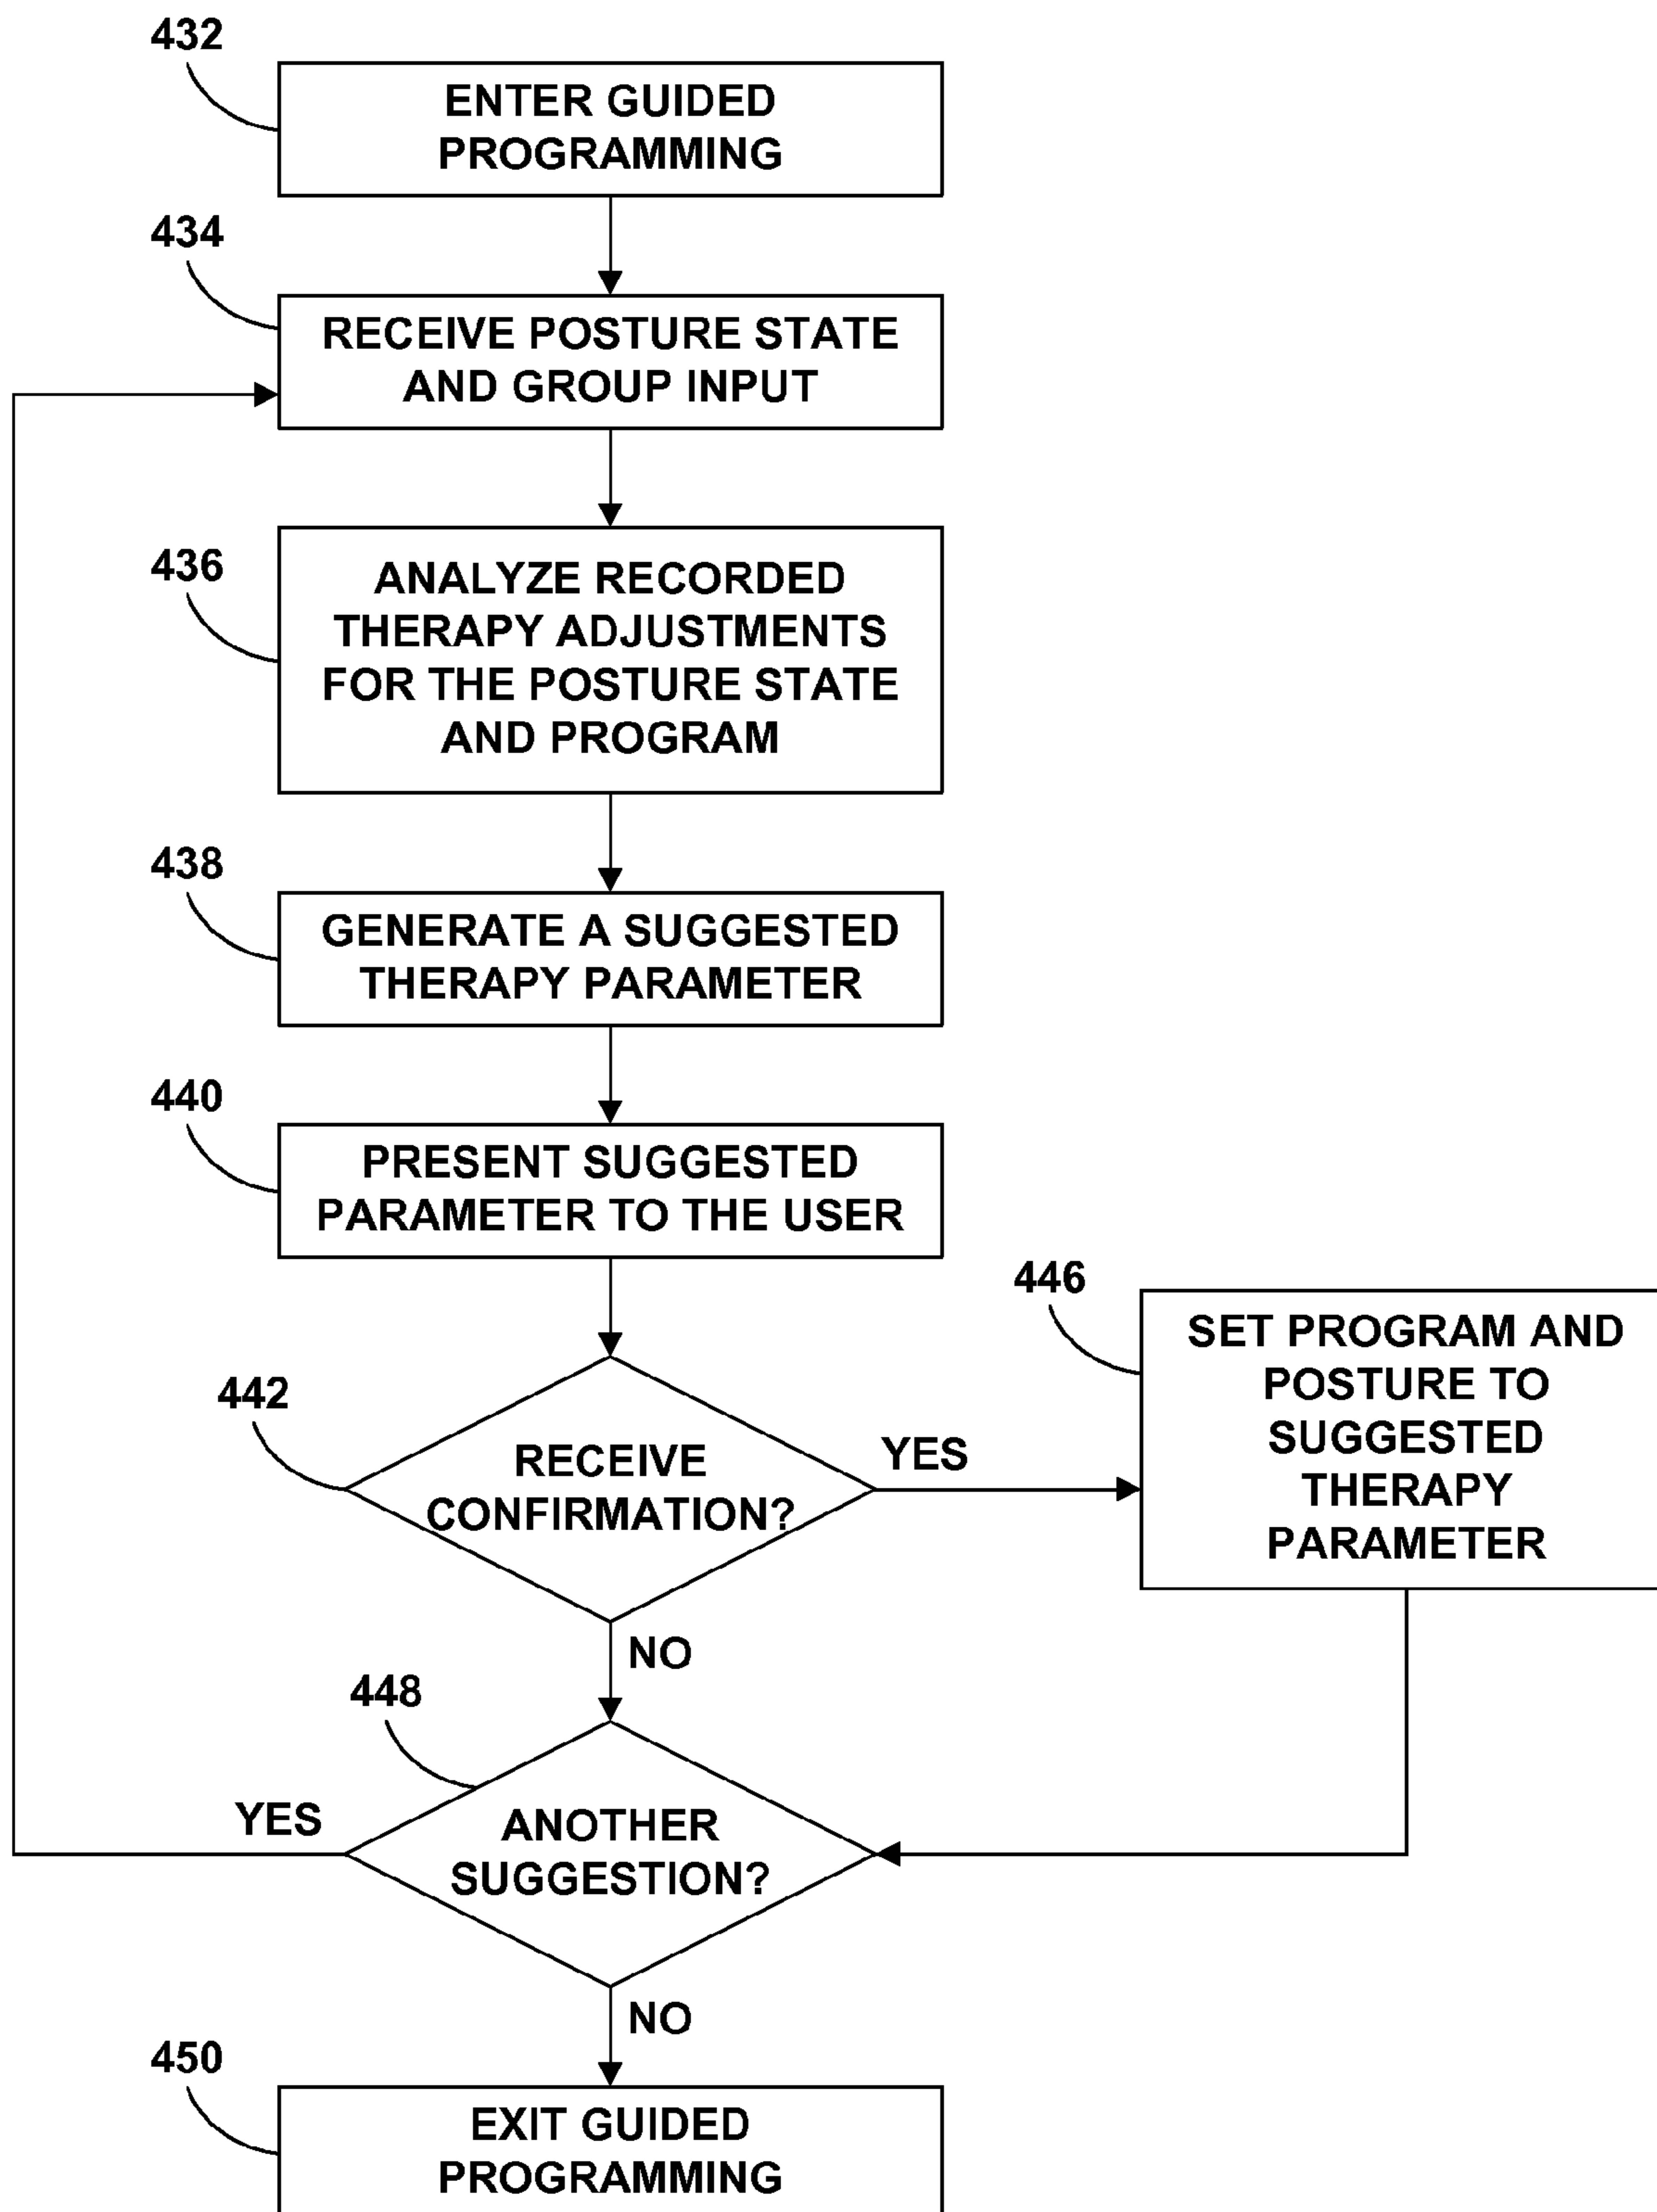 432
ENTER GUIDED
PROGRAMMING
434
RECEIVE POSTURE STATE
AND GROUP INPUT
436
ANALYZE RECORDED
THERAPY ADJUSTMENTS
FOR THE POSTURE STATE
AND PROGRAM
438
GENERATE A SUGGESTED
THERAPY PARAMETER
440
PRESENT SUGGESTED
PARAMETER TO THE USER
442
RECEIVE
CONFIRMATION?
YES
446
SET PROGRAM AND
POSTURE TO
SUGGESTED
THERAPY
PARAMETER
NO
448
ANOTHER
SUGGESTION?
YES
NO
450
EXIT GUIDED
PROGRAMMING